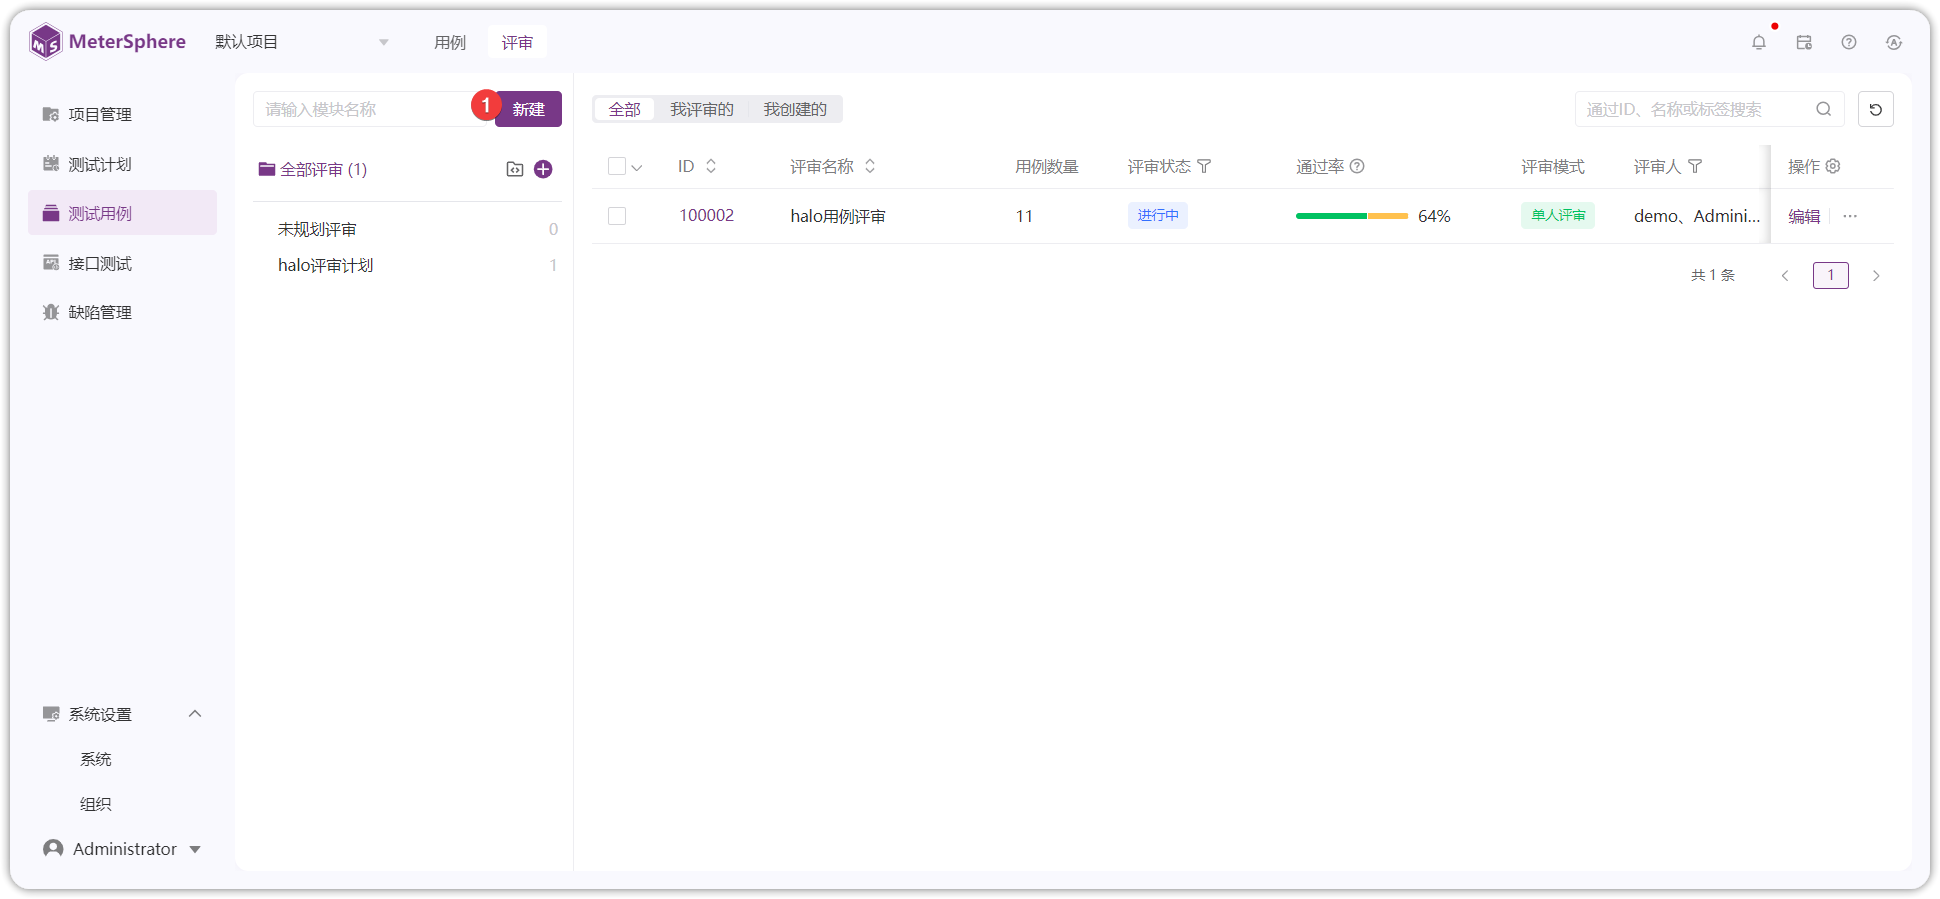 MeterSphere
默认项目
用例
评审
项目管理
测试计划
测试用例
接口测试
缺陷管理
系统设置
系统
组织
Administrator
请输入模块名称
1
新建
全部评审 (1)
未规划评审
0
halo评审计划
1
全部
我评审的
我创建的
通过ID、名称或标签搜索
ID
评审名称
用例数量
评审状态
通过率
评审模式
评审人
操作
100002
halo用例评审
11
进行中
64%
单人评审
demo、Admini...
编辑
共 1 条
1